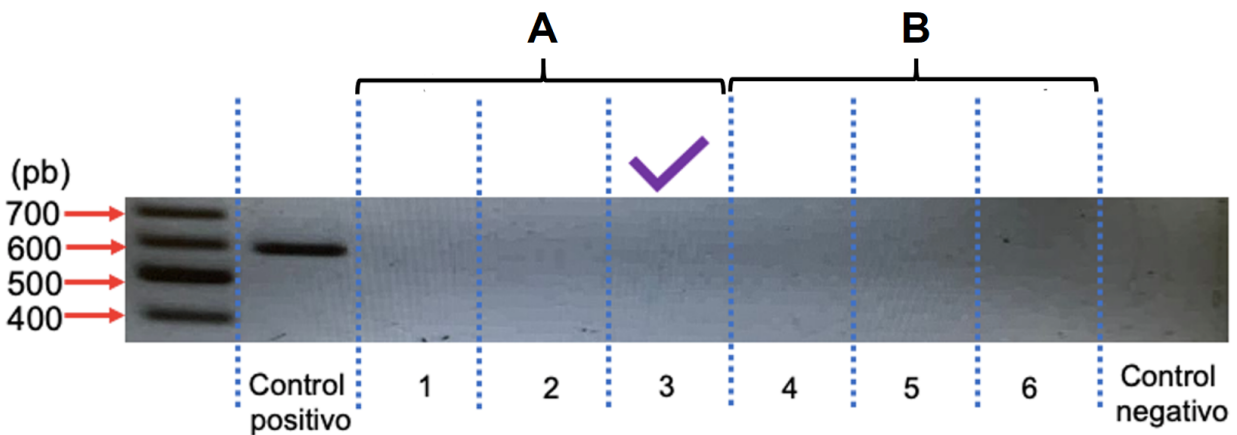 A
B
(pb)
700
600
500
400
Control
positivo
1
2
3
4
5
6
Control
negativo